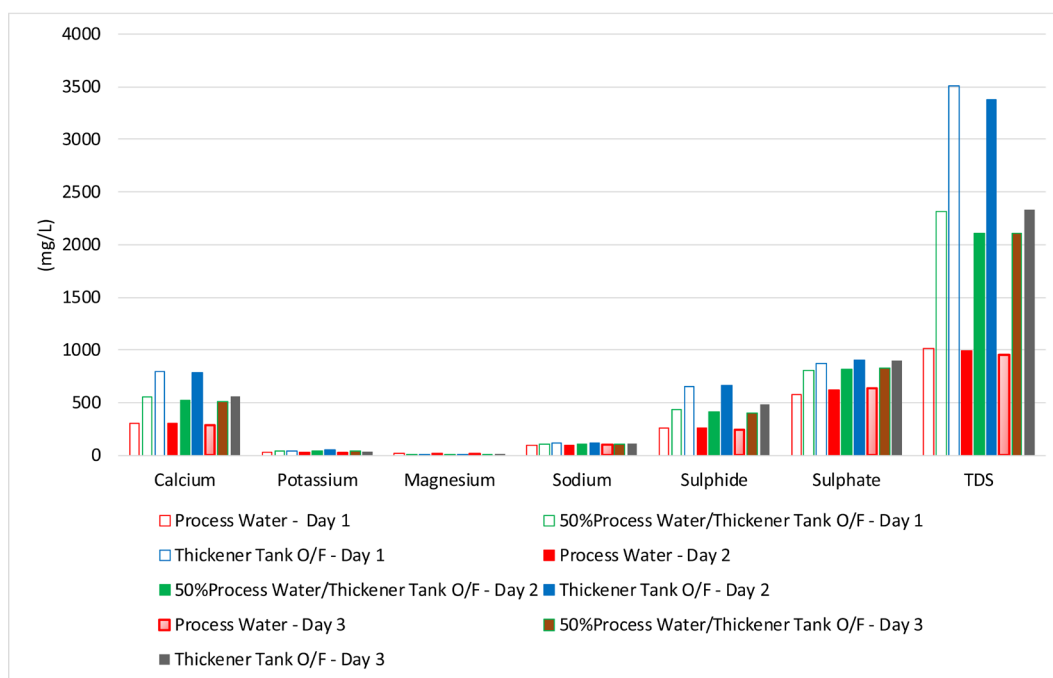 4000
3500
3000
2500
2000
1500
1000
500
0
(mg/L)
Calcium Potassium Magnesium Sodium Sulphide Sulphate TDS
Process Water - Day 1
50%Process Water/Thickener Tank O/F - Day 1
Thickener Tank O/F - Day 1
Process Water - Day 2
50%Process Water/Thickener Tank O/F - Day 2
Thickener Tank O/F - Day 2
Process Water - Day 3
50%Process Water/Thickener Tank O/F - Day 3
Thickener Tank O/F - Day 3